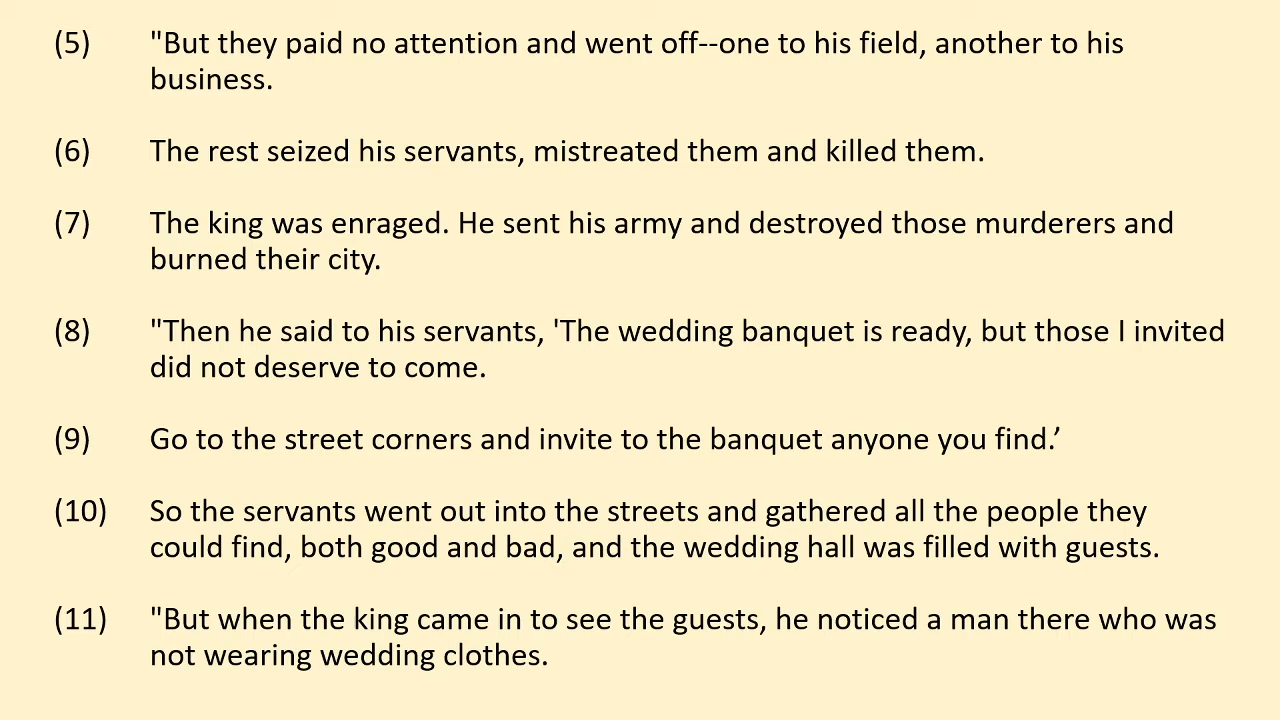 (5) "But they paid no attention and went off--one to his field, another to his
business.
(6) The rest seized his servants, mistreated them and killed them.
(7) The king was enraged. He sent his army and destroyed those murderers and
burned their city.
(8) "Then he said to his servants, 'The wedding banquet is ready, but those I invited
did not deserve to come.
(9) Go to the street corners and invite to the banquet anyone you find.’
(10) So the servants went out into the streets and gathered all the people they
could find, both good and bad, and the wedding hall was filled with guests.
(11) "But when the king came in to see the guests, he noticed a man there who was
not wearing wedding clothes.